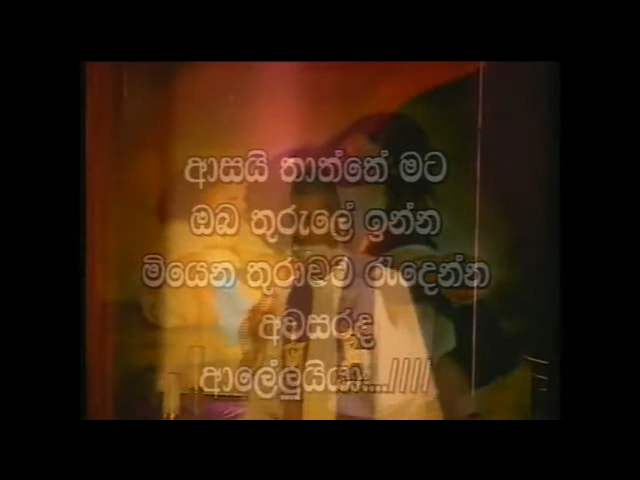 ආසයි තාත්තේ මට
ඔබ තුරුලේ ඉන්න
මියෙන තුරාවට රැදෙන්න
අවසරද
ආලේලූයියා....////